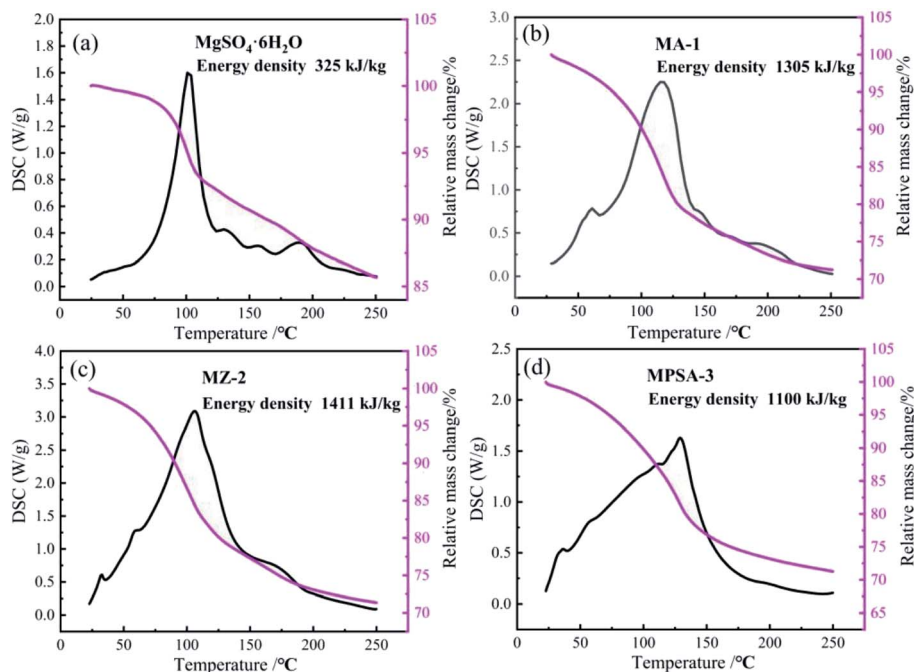 (a)
MgSO₄·6H₂O
Energy density 325 kJ/kg
DSC (W/g)
2.0
1.8
1.6
1.4
1.2
1.0
0.8
0.6
0.4
0.2
0.0
0 50 100 150 200 250
Temperature /°C
105
100
95
90
85
Relative mass change/%
(b)
MA-1
Energy density 1305 kJ/kg
DSC (W/g)
3.0
2.5
2.0
1.5
1.0
0.5
0.0
0 50 100 150 200 250
Temperature /°C
105
100
95
90
85
80
75
70
Relative mass change/%
(c)
MZ-2
Energy density 1411 kJ/kg
DSC (W/g)
4.0
3.5
3.0
2.5
2.0
1.5
1.0
0.5
0.0
0 50 100 150 200 250
Temperature /°C
105
100
95
90
85
80
75
70
Relative mass change/%
(d)
MPSA-3
Energy density 1100 kJ/kg
DSC (W/g)
2.5
2.0
1.5
1.0
0.5
0.0
0 50 100 150 200 250
Temperature /°C
105
100
95
90
85
80
75
70
65
Relative mass change/%